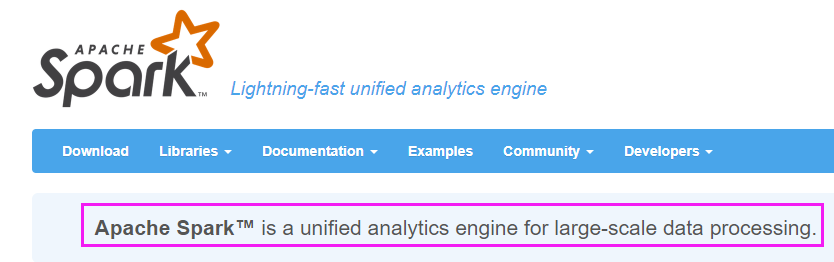 APACHE
Spark™
Lightning-fast unified analytics engine
Download Libraries Documentation Examples Community Developers
Apache Spark™ is a unified analytics engine for large-scale data processing.